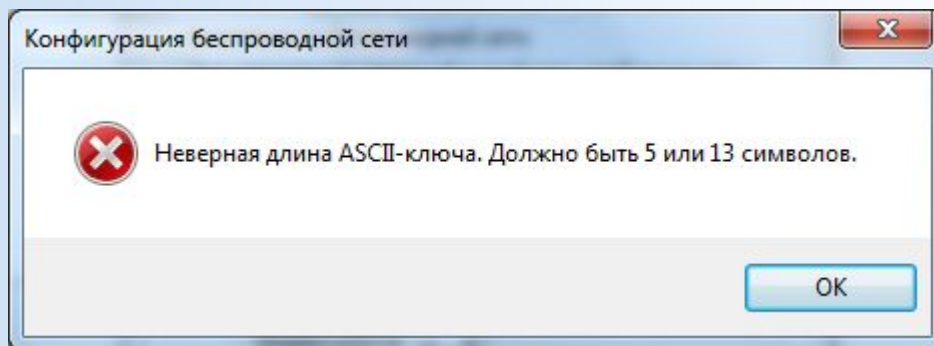 Конфигурация беспроводной сети
Неверная длина ASCII-ключа. Должно быть 5 или 13 символов.
OK